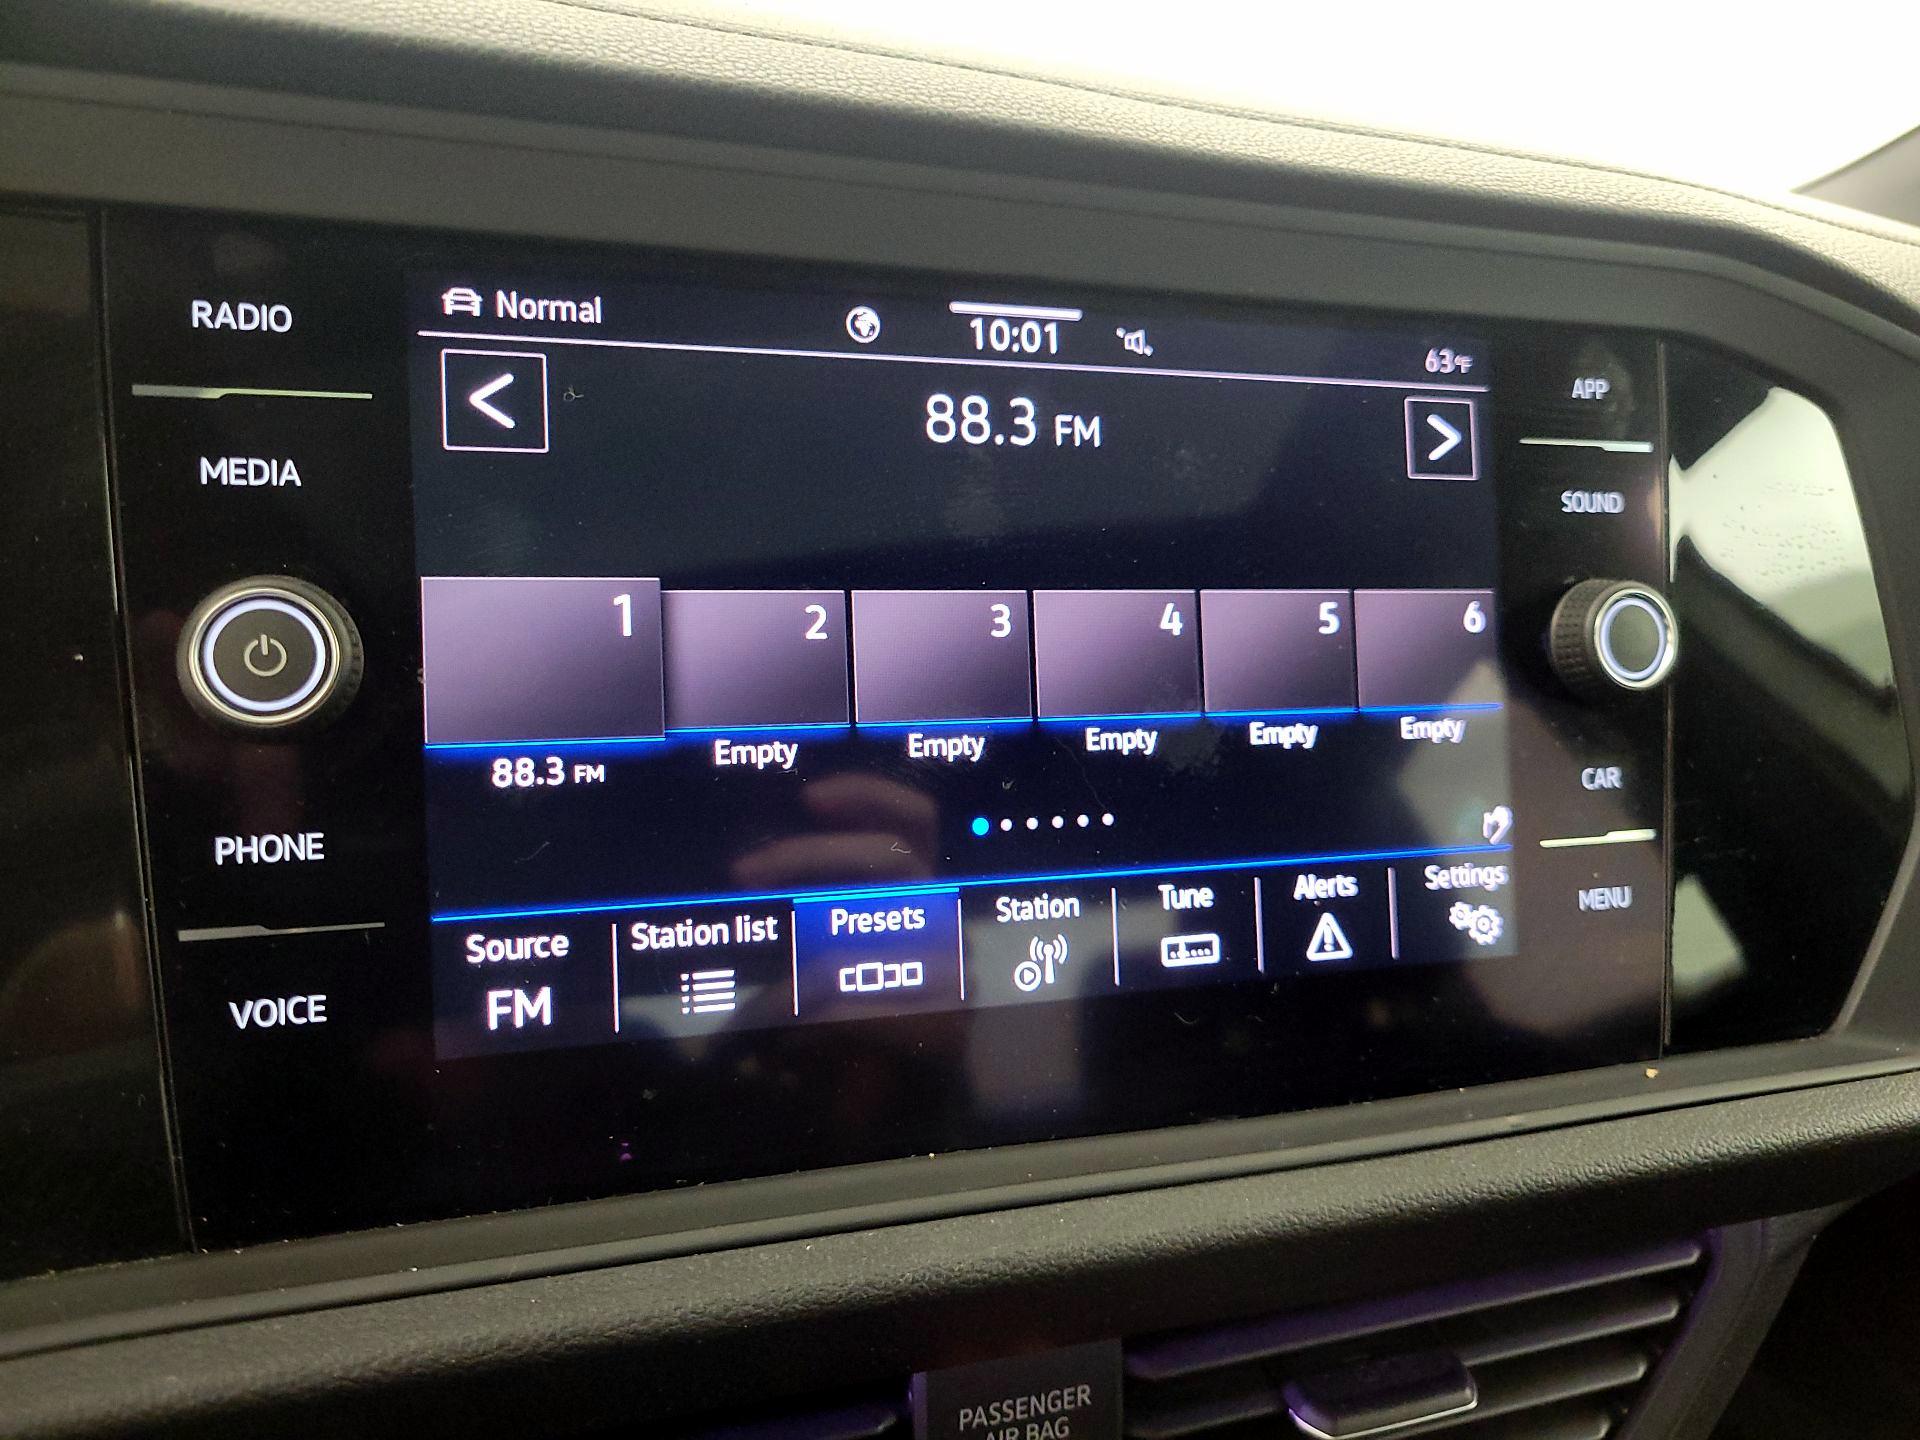 RADIO
MEDIA
PHONE
VOICE
Normal
10:01
63°F
88.3 FM
1
2
3
4
5
6
88.3 FM
Empty
Empty
Empty
Empty
Empty
Source
FM
Station list
Presets
Station
Tune
Alerts
Settings
APP
SOUND
CAR
MENU
PASSENGER
AIR BAG